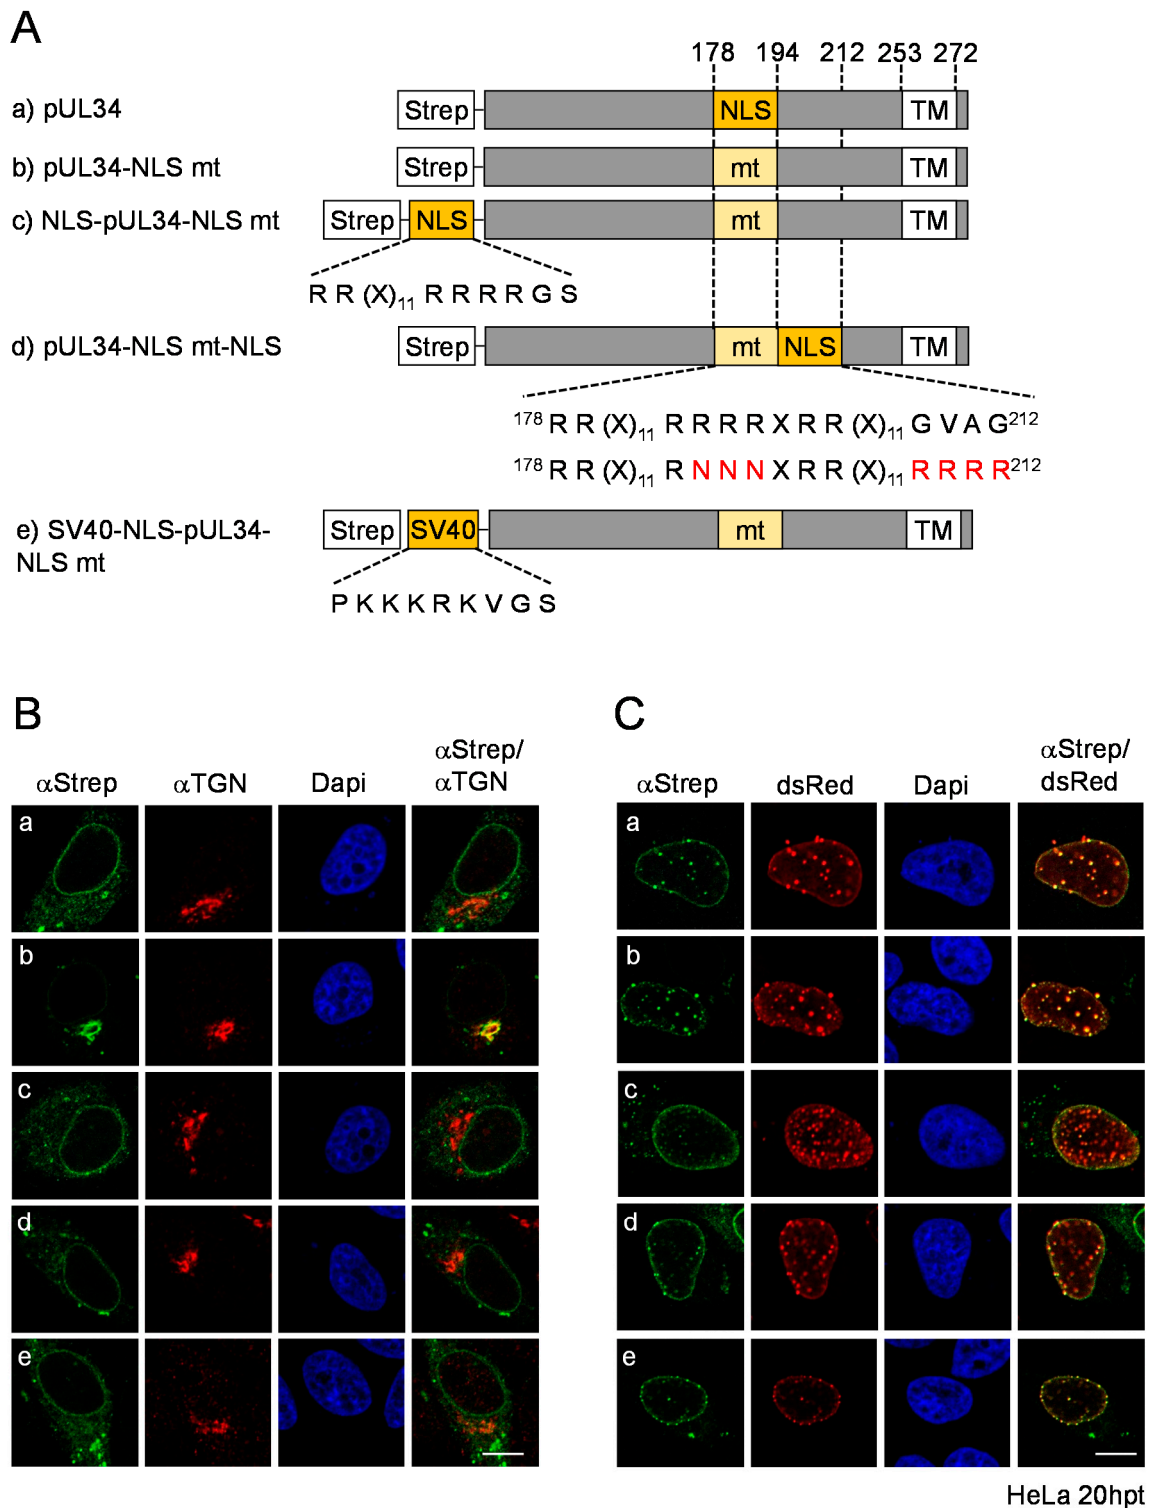 A
178 194 212 253 272
a) pUL34
Strep NLS TM
b) pUL34-NLS mt
Strep mt TM
c) NLS-pUL34-NLS mt
Strep NLS mt TM
R R (X)11 R R R R G S
d) pUL34-NLS mt-NLS
Strep mt NLS TM
178 R R (X)11 R R R R X R R (X)11 G V A G212
178 R R (X)11 R N N N X R R (X)11 R R R R212
e) SV40-NLS-pUL34-
NLS mt
Strep SV40 mt TM
P K K K R K V G S
B
αStrep αTGN Dapi αStrep/
αTGN
a
b
c
d
e
C
αStrep dsRed Dapi αStrep/
dsRed
a
b
c
d
e
HeLa 20hpt